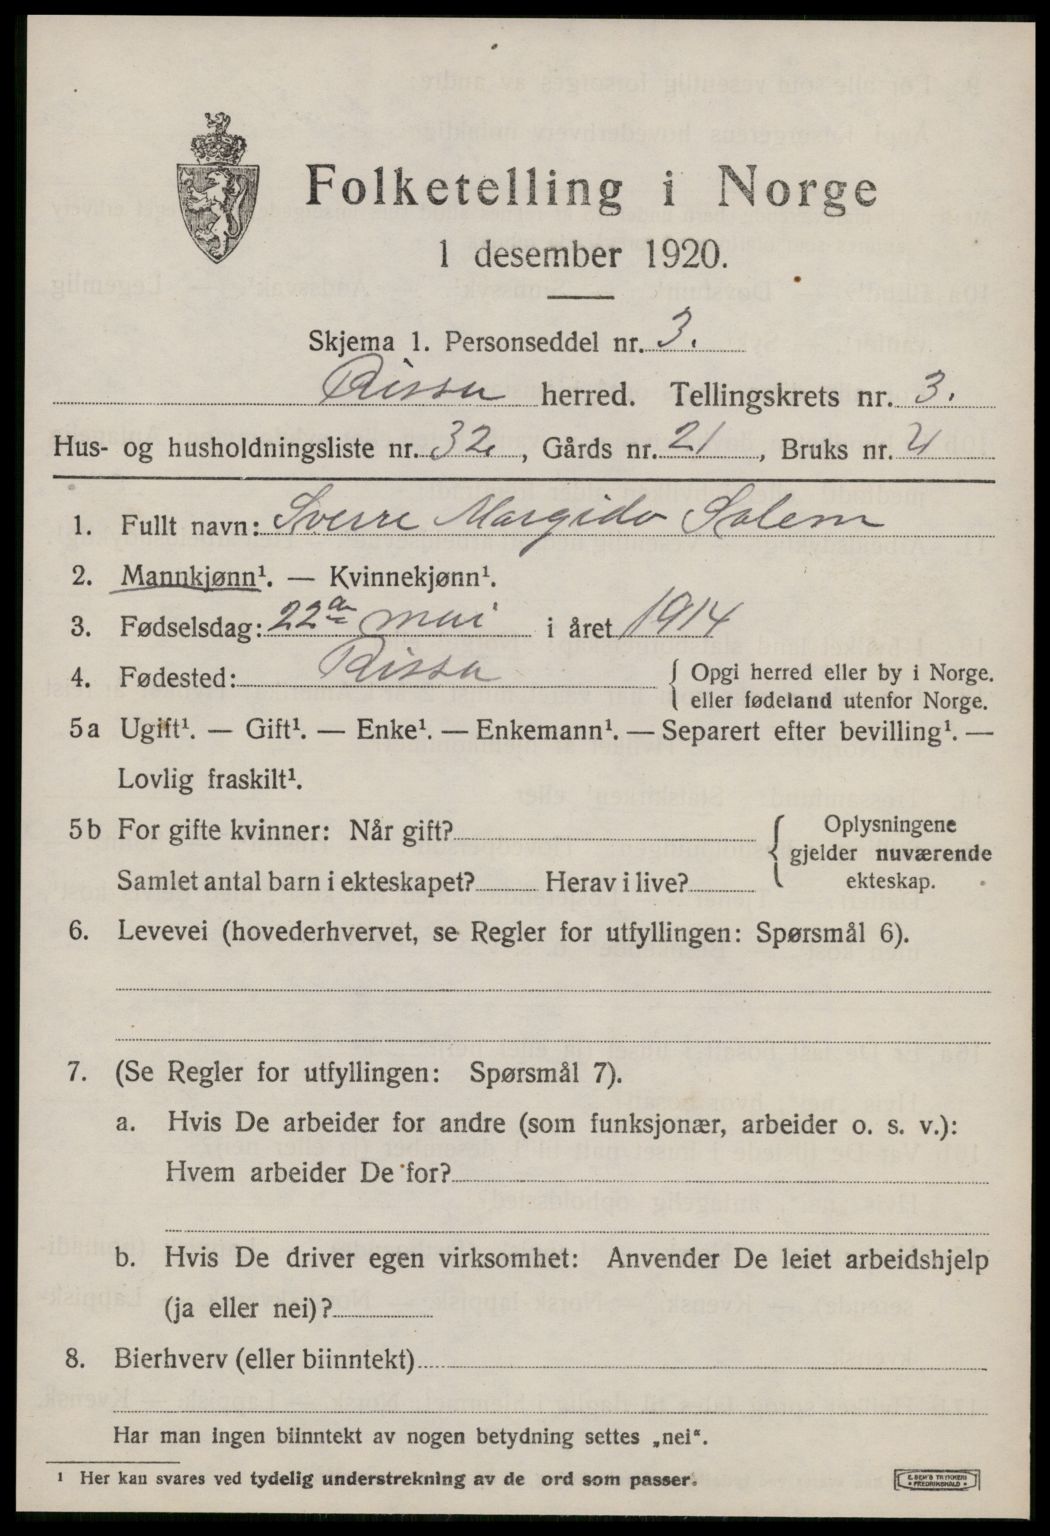 Folketelling i Norge
1 desember 1920.
Skjema 1. Personseddel nr. 3.
Rissa herred. Tellingskrets nr. 3.
Hus- og husholdningsliste nr. 32, Gårds nr. 21, Bruks nr. 4
1. Fullt navn: Sverre Margido Solem
2. Mannkjønn¹. — Kvinnekjønn¹.
3. Fødselsdag: 22de mai i året 1914
4. Fødested: Rissa { Opgi herred eller by i Norge.
eller fødeland utenfor Norge.
5a Ugift¹. — Gift¹. — Enke¹. — Enkemann¹. — Separert efter bevilling¹. —
Lovlig fraskilt¹.
5b For gifte kvinner: Når gift?
Samlet antal barn i ekteskapet? Herav i live?
{ Oplysningene
gjelder nuværende
ekteskap.
6. Levevei (hovederhvervet, se Regler for utfyllingen: Spørsmål 6).
7. (Se Regler for utfyllingen: Spørsmål 7).
a. Hvis De arbeider for andre (som funksjonær, arbeider o. s. v.):
Hvem arbeider De for?
b. Hvis De driver egen virksomhet: Anvender De leiet arbeidshjelp
(ja eller nei)?
8. Bierhverv (eller biinntekt)
Har man ingen biinntekt av nogen betydning settes „nei“.
¹ Her kan svares ved tydelig understrekning av de ord som passer.
E. SEM'S TRYKKERI
FREDRIKSHALD